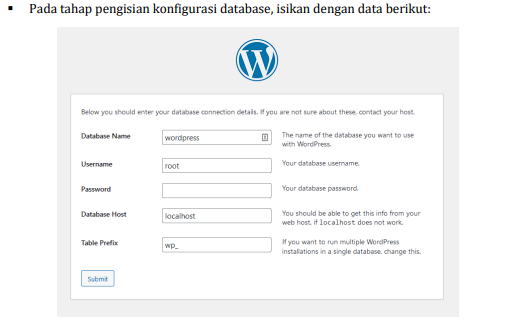 ▪ Pada tahap pengisian konfigurasi database, isikan dengan data berikut:
Below you should enter your database connection details. If you are not sure about these, contact your host.
Database Name
wordpress
The name of the database you want to use
with WordPress.
Username
root
Your database username.
Password
Your database password.
Database Host
localhost
You should be able to get this info from your
web host, if localhost does not work.
Table Prefix
wp_
If you want to run multiple WordPress
installations in a single database, change this.
Submit